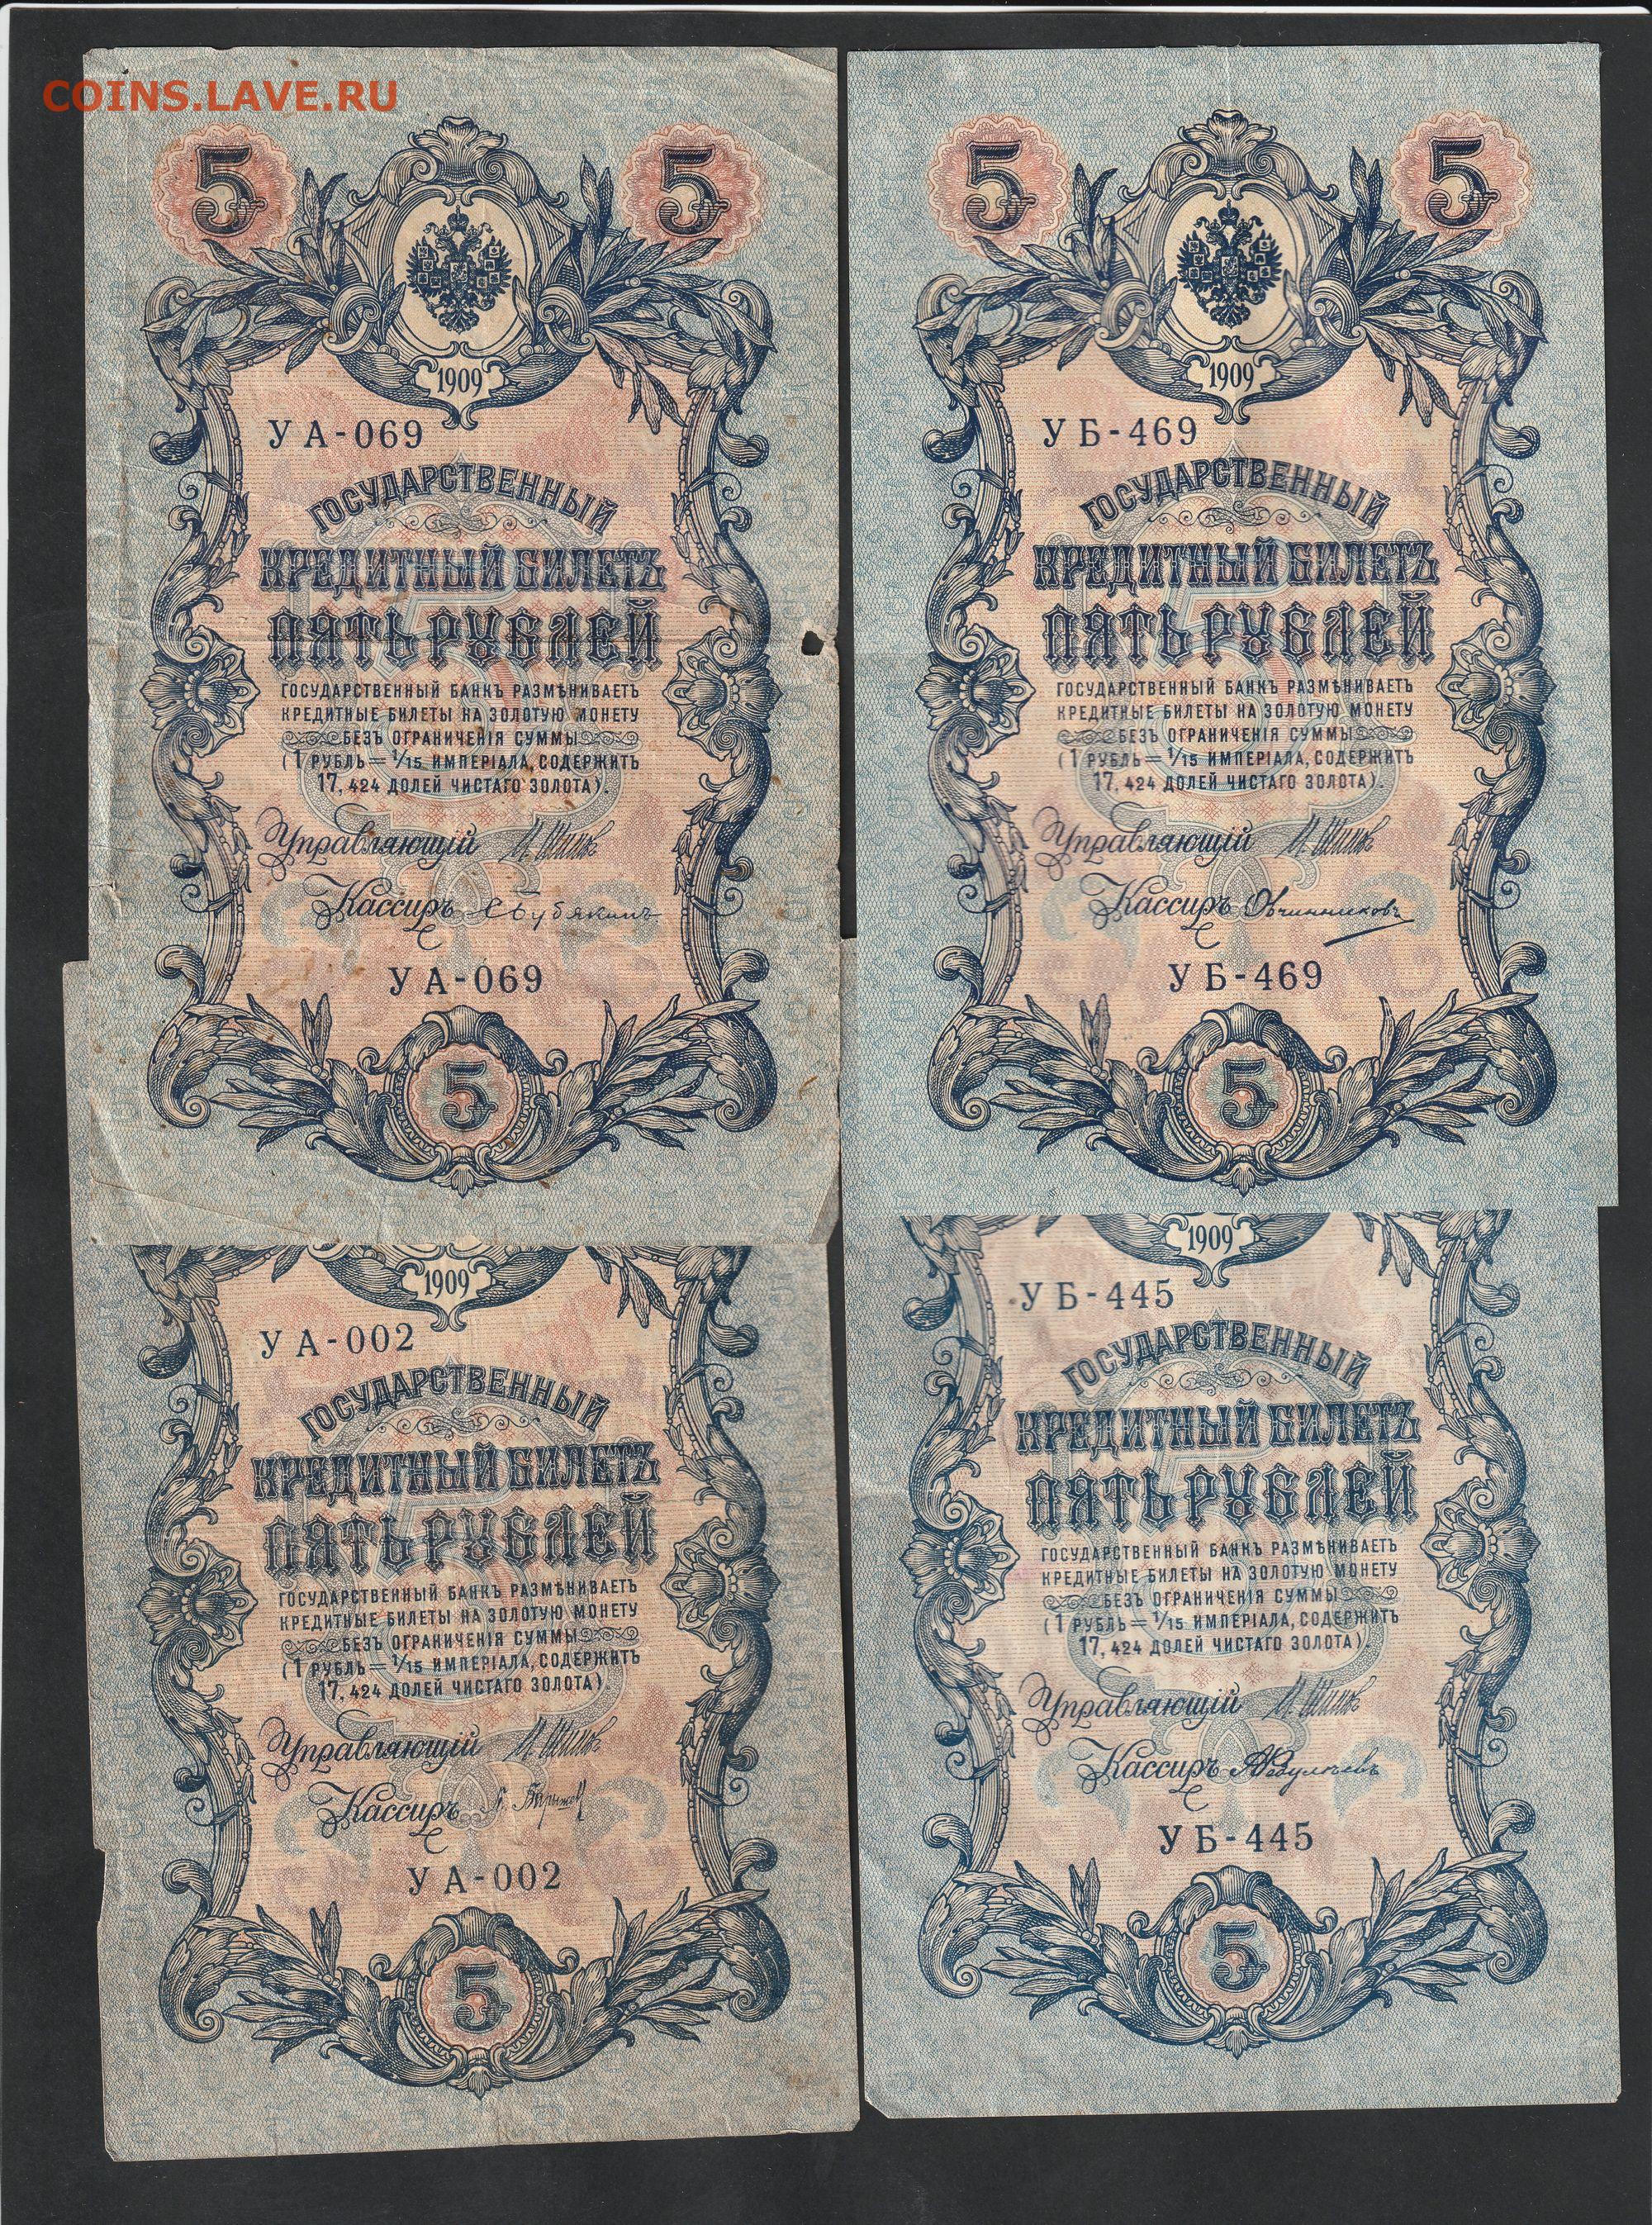 COINS.LAVE.RU
5 5
1909
УА-069
ГОСУДАРСТВЕННЫЙ
КРЕДИТНЫЙ БИЛЕТЪ
ПЯТЬ РУБЛЕЙ
ГОСУДАРСТВЕННЫЙ БАНКЪ РАЗМѢНИВАЕТЪ
КРЕДИТНЫЕ БИЛЕТЫ НА ЗОЛОТУЮ МОНЕТУ
БЕЗЪ ОГРАНИЧЕНІЯ СУММЫ
(1 РУБЛЬ = 1/15 ИМПЕРІАЛА, СОДЕРЖИТЪ
17,424 ДОЛЕЙ ЧИСТАГО ЗОЛОТА).
Управляющій И. Шипов
Кассиръ С Бубякинъ
УА-069
5
5 5
1909
УБ-469
ГОСУДАРСТВЕННЫЙ
КРЕДИТНЫЙ БИЛЕТЪ
ПЯТЬ РУБЛЕЙ
ГОСУДАРСТВЕННЫЙ БАНКЪ РАЗМѢНИВАЕТЪ
КРЕДИТНЫЕ БИЛЕТЫ НА ЗОЛОТУЮ МОНЕТУ
БЕЗЪ ОГРАНИЧЕНІЯ СУММЫ
(1 РУБЛЬ = 1/15 ИМПЕРІАЛА, СОДЕРЖИТЪ
17,424 ДОЛЕЙ ЧИСТАГО ЗОЛОТА).
Управляющій И. Шипов
Кассиръ Овчинниковъ
УБ-469
5
1909
УА-002
ГОСУДАРСТВЕННЫЙ
КРЕДИТНЫЙ БИЛЕТЪ
ПЯТЬ РУБЛЕЙ
ГОСУДАРСТВЕННЫЙ БАНКЪ РАЗМѢНИВАЕТЪ
КРЕДИТНЫЕ БИЛЕТЫ НА ЗОЛОТУЮ МОНЕТУ
БЕЗЪ ОГРАНИЧЕНІЯ СУММЫ
(1 РУБЛЬ = 1/15 ИМПЕРІАЛА, СОДЕРЖИТЪ
17,424 ДОЛЕЙ ЧИСТАГО ЗОЛОТА).
Управляющій И. Шипов
Кассиръ
УА-002
5
1909
УБ-445
ГОСУДАРСТВЕННЫЙ
КРЕДИТНЫЙ БИЛЕТЪ
ПЯТЬ РУБЛЕЙ
ГОСУДАРСТВЕННЫЙ БАНКЪ РАЗМѢНИВАЕТЪ
КРЕДИТНЫЕ БИЛЕТЫ НА ЗОЛОТУЮ МОНЕТУ
БЕЗЪ ОГРАНИЧЕНІЯ СУММЫ
(1 РУБЛЬ = 1/15 ИМПЕРІАЛА, СОДЕРЖИТЪ
17,424 ДОЛЕЙ ЧИСТАГО ЗОЛОТА).
Управляющій И. Шипов
Кассиръ
УБ-445
5